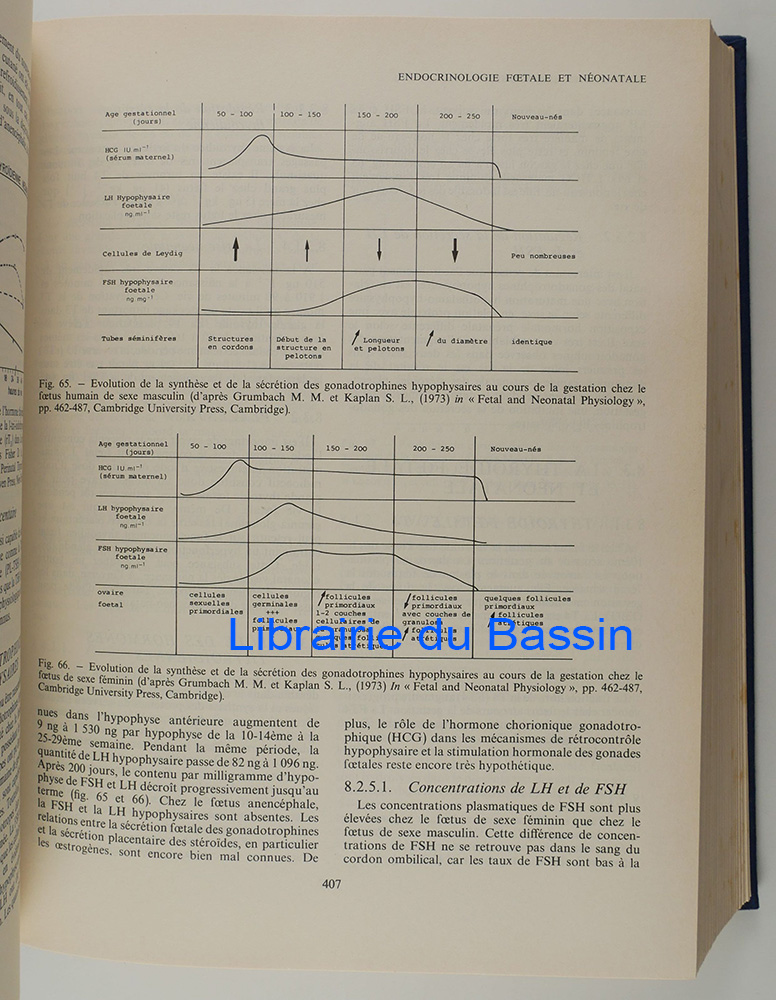 ENDOCRINOLOGIE FŒTALE ET NÉONATALE
Age gestationnel 50 - 100 100 - 150 150 - 200 200 - 250 Nouveau-nés
(jours)
HCG IU ml⁻¹
(sérum maternel)
LH Hypophysaire
foetale
ng.ml⁻¹
Cellules de Leydig Peu nombreuses
FSH hypophysaire
foetale
ng mg⁻¹
Tubes séminifères Structures Début de la Longueur du diamètre identique
en cordons structure en et pelotons
pelotons
Fig. 65. – Evolution de la synthèse et de la sécrétion des gonadotrophines hypophysaires au cours de la gestation chez le
fœtus humain de sexe masculin (d'après Grumbach M. M. et Kaplan S. L., (1973) in « Fetal and Neonatal Physiology »,
pp. 462-487, Cambridge University Press, Cambridge).
Age gestationnel 50 - 100 100 - 150 150 - 200 200 - 250 Nouveau-nés
(jours)
HCG IU ml⁻¹
(sérum maternel)
LH hypophysaire
foetale
ng ml⁻¹
FSH hypophysaire
foetale
ng ml⁻¹
ovaire cellules cellules follicules follicules quelques follicules
foetal sexuelles germinales primordiaux primordiaux primordiaux
primordiales +++ 1-2 couches avec couches de follicules
Librairie du Bassin
Fig. 66. – Evolution de la synthèse et de la sécrétion des gonadotrophines hypophysaires au cours de la gestation chez le
fœtus de sexe féminin (d'après Grumbach M. M. et Kaplan S. L., (1973) In « Fetal and Neonatal Physiology », pp. 462-487,
Cambridge University Press, Cambridge).
nues dans l'hypophyse antérieure augmentent de
9 ng à 1 530 ng par hypophyse de la 10-14ème à la
25-29ème semaine. Pendant la même période, la
quantité de LH hypophysaire passe de 82 ng à 1 096 ng.
Après 200 jours, le contenu par milligramme d'hypo-
physe de FSH et LH décroît progressivement jusqu'au
terme (fig. 65 et 66). Chez le fœtus anencéphale,
la FSH et la LH hypophysaires sont absentes. Les
relations entre la sécrétion fœtale des gonadotrophines
et la sécrétion placentaire des stéroïdes, en particulier
les œstrogènes, sont encore bien mal connues. De
plus, le rôle de l'hormone chorionique gonadotro-
phique (HCG) dans les mécanismes de rétrocontrôle
hypophysaire et la stimulation hormonale des gonades
fœtales reste encore très hypothétique.
8.2.5.1. Concentrations de LH et de FSH
Les concentrations plasmatiques de FSH sont plus
élevées chez le fœtus de sexe féminin que chez le
fœtus de sexe masculin. Cette différence de concen-
trations de FSH ne se retrouve pas dans le sang du
cordon ombilical, car les taux de FSH sont bas à la
407